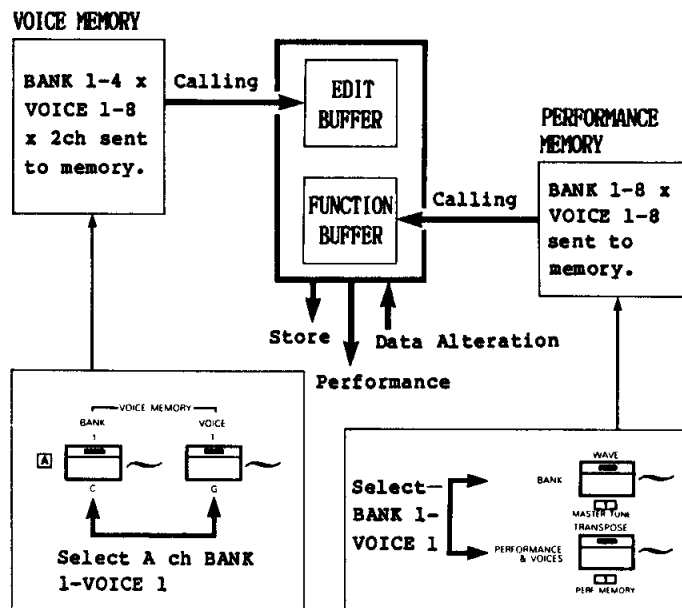 VOICE MEMORY
BANK 1-4 x
VOICE 1-8
x 2ch sent
to memory.
Calling
EDIT
BUFFER
FUNCTION
BUFFER
PERFORMANCE
MEMORY
Calling
BANK 1-8 x
VOICE 1-8
sent to
memory.
Store
Data Alteration
Performance
VOICE MEMORY
BANK
VOICE
1
1
A
C
G
Select A ch BANK
1-VOICE 1
Select
BANK 1-
VOICE 1
WAVE
BANK
1
MASTER TUNE
TRANSPOSE
PERFORMANCE
& VOICES
1
PERF MEMORY